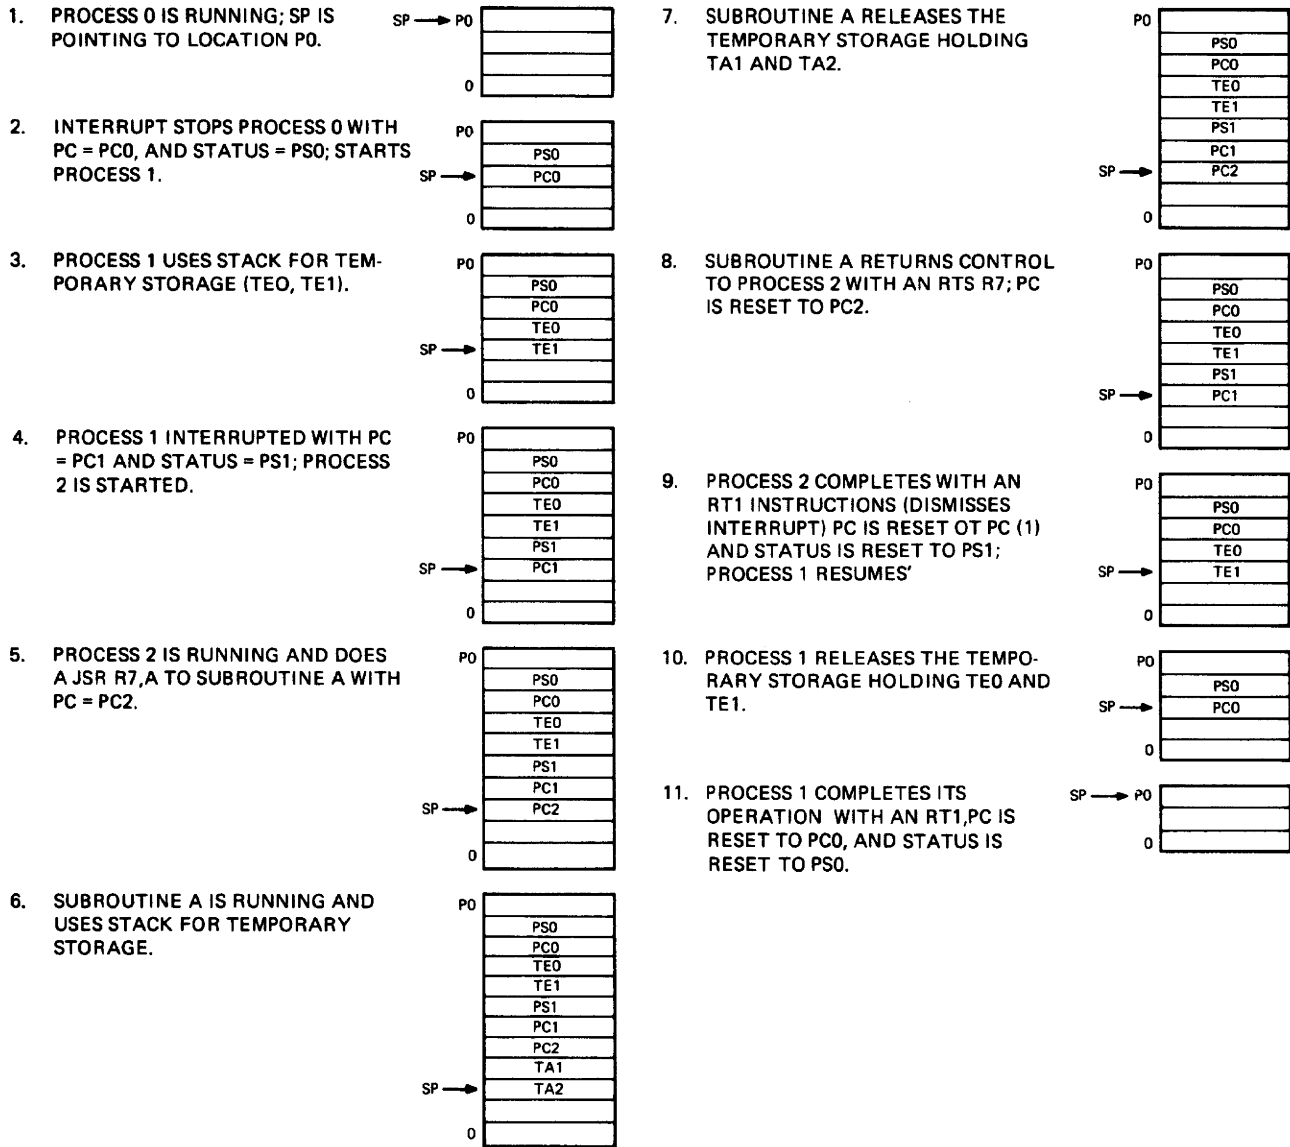 1. PROCESS 0 IS RUNNING; SP IS
POINTING TO LOCATION P0.
SP P0
0
2. INTERRUPT STOPS PROCESS 0 WITH
PC = PC0, AND STATUS = PS0; STARTS
PROCESS 1.
P0
PS0
SP PC0
0
3. PROCESS 1 USES STACK FOR TEM-
PORARY STORAGE (TE0, TE1).
P0
PS0
PC0
TE0
SP TE1
0
4. PROCESS 1 INTERRUPTED WITH PC
= PC1 AND STATUS = PS1; PROCESS
2 IS STARTED.
P0
PS0
PC0
TE0
TE1
PS1
SP PC1
0
5. PROCESS 2 IS RUNNING AND DOES
A JSR R7,A TO SUBROUTINE A WITH
PC = PC2.
P0
PS0
PC0
TE0
TE1
PS1
PC1
SP PC2
0
6. SUBROUTINE A IS RUNNING AND
USES STACK FOR TEMPORARY
STORAGE.
P0
PS0
PC0
TE0
TE1
PS1
PC1
PC2
TA1
SP TA2
0
7. SUBROUTINE A RELEASES THE
TEMPORARY STORAGE HOLDING
TA1 AND TA2.
P0
PS0
PC0
TE0
TE1
PS1
PC1
SP PC2
0
8. SUBROUTINE A RETURNS CONTROL
TO PROCESS 2 WITH AN RTS R7; PC
IS RESET TO PC2.
P0
PS0
PC0
TE0
TE1
PS1
SP PC1
0
9. PROCESS 2 COMPLETES WITH AN
RT1 INSTRUCTIONS (DISMISSES
INTERRUPT) PC IS RESET OT PC (1)
AND STATUS IS RESET TO PS1;
PROCESS 1 RESUMES'
P0
PS0
PC0
TE0
SP TE1
0
10. PROCESS 1 RELEASES THE TEMPO-
RARY STORAGE HOLDING TE0 AND
TE1.
P0
PS0
SP PC0
0
11. PROCESS 1 COMPLETES ITS
OPERATION WITH AN RT1,PC IS
RESET TO PC0, AND STATUS IS
RESET TO PS0.
SP P0
0